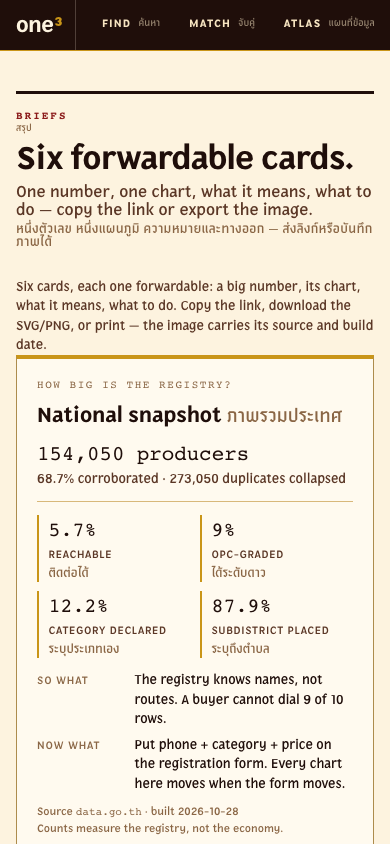 one³
FIND ค้นหา MATCH จับคู่ ATLAS แผนที่ข้อมูล
BRIEFS
สรุป
Six forwardable cards.
One number, one chart, what it means, what to
do — copy the link or export the image.
หนึ่งตัวเลข หนึ่งแผนภูมิ ความหมายและทางออก — ส่งลิงก์หรือบันทึก
ภาพได้
Six cards, each one forwardable: a big number, its chart,
what it means, what to do. Copy the link, download the
SVG/PNG, or print — the image carries its source and build
date.
HOW BIG IS THE REGISTRY?
National snapshot ภาพรวมประเทศ
154,050 producers
68.7% corroborated · 273,050 duplicates collapsed
5.7%
REACHABLE
ติดต่อได้
9%
OPC-GRADED
ได้ระดับดาว
12.2%
CATEGORY DECLARED
ระบุประเภทเอง
87.9%
SUBDISTRICT PLACED
ระบุถึงตำบล
SO WHAT
The registry knows names, not
routes. A buyer cannot dial 9 of 10
rows.
NOW WHAT
Put phone + category + price on
the registration form. Every chart
here moves when the form moves.
Source data.go.th · built 2026-10-28
Counts measure the registry, not the economy.